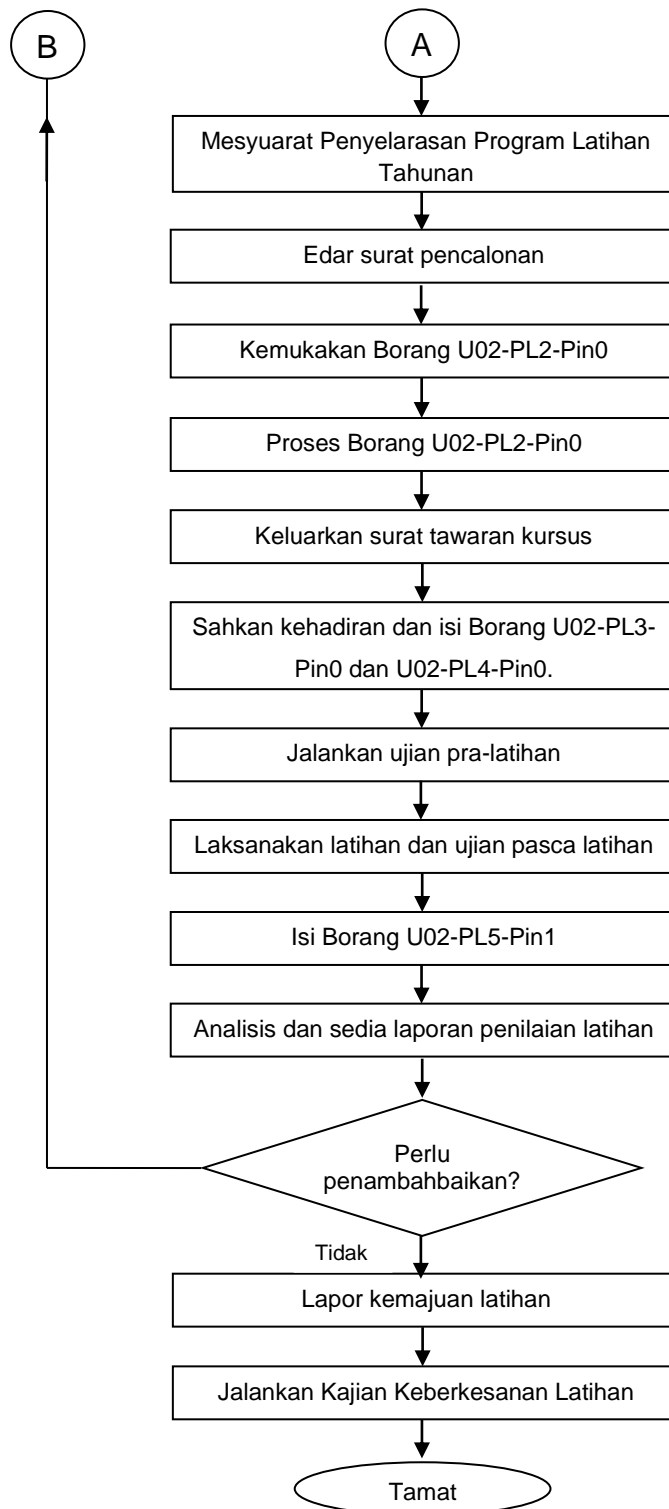 B
A
Mesyuarat Penyelarasan Program Latihan
Tahunan
Edar surat pencalonan
Kemukakan Borang U02-PL2-Pin0
Proses Borang U02-PL2-Pin0
Keluarkan surat tawaran kursus
Sahkan kehadiran dan isi Borang U02-PL3-
Pin0 dan U02-PL4-Pin0.
Jalankan ujian pra-latihan
Laksanakan latihan dan ujian pasca latihan
Isi Borang U02-PL5-Pin1
Analisis dan sedia laporan penilaian latihan
Perlu
penambahbaikan?
Tidak
Lapor kemajuan latihan
Jalankan Kajian Keberkesanan Latihan
Tamat